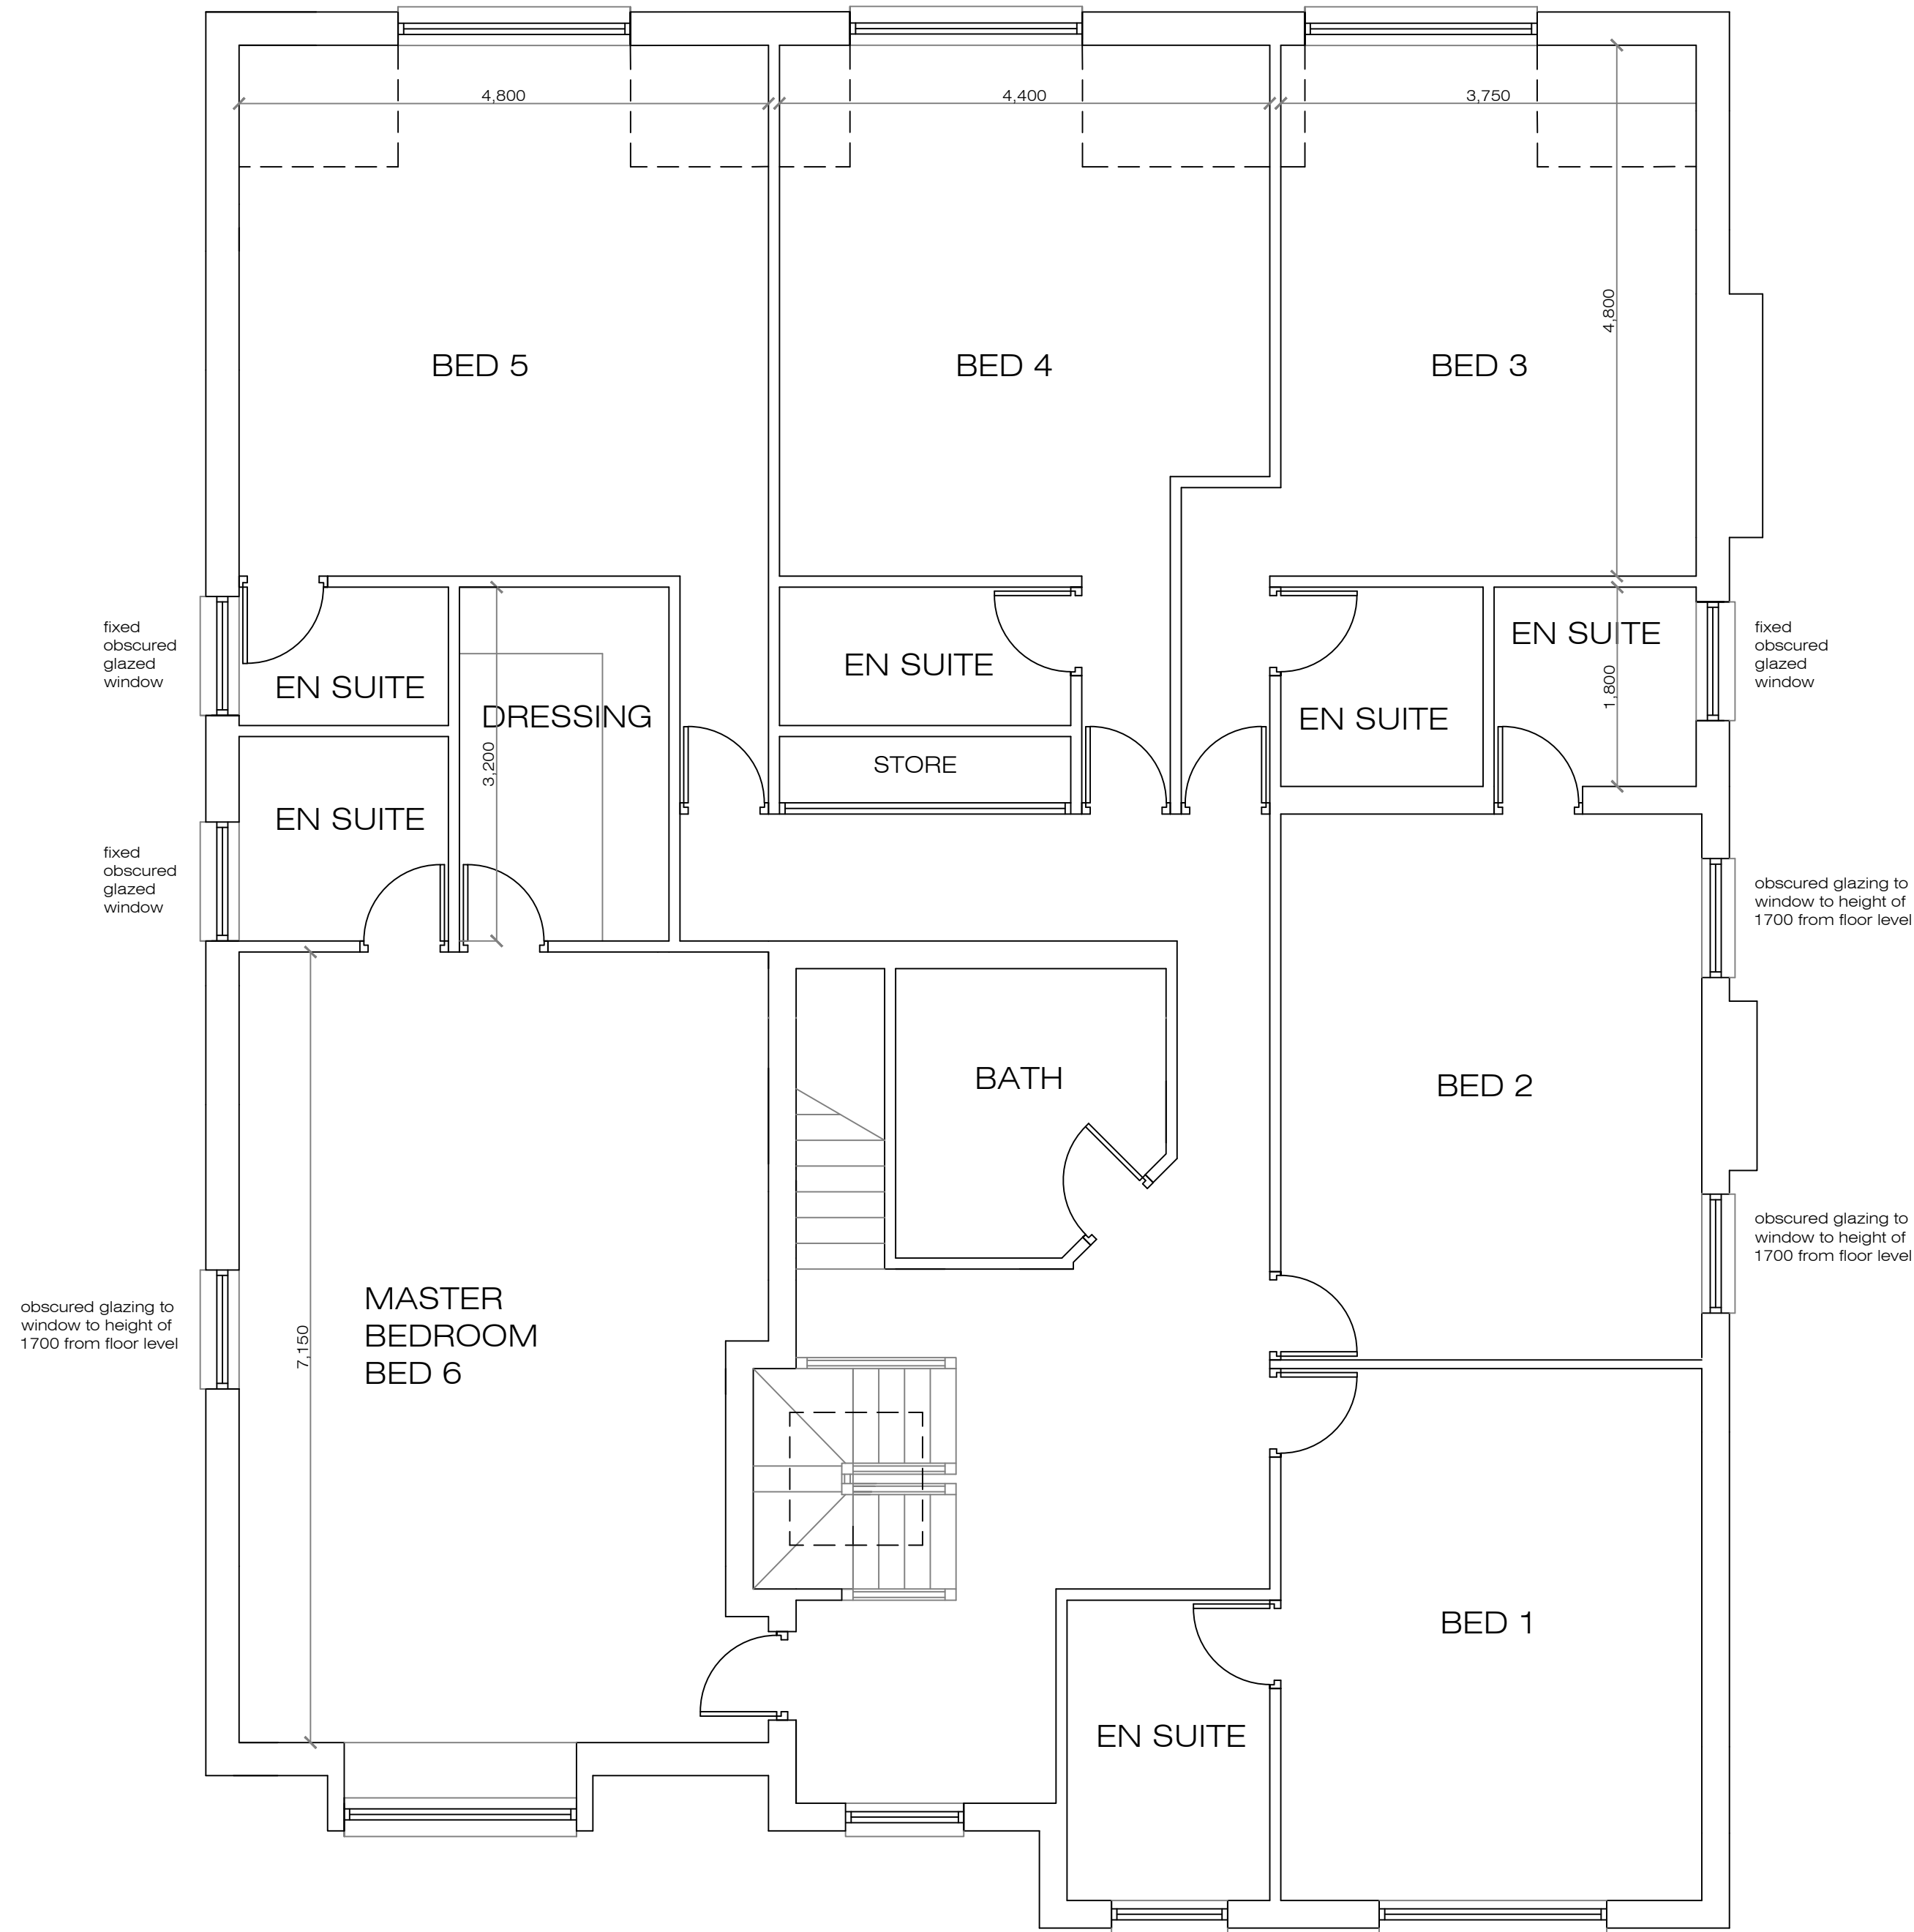 4,800
4,400
3,750
4,800
BED 5
BED 4
BED 3
fixed
obscured
glazed
window
EN SUITE
DRESSING
3,200
EN SUITE
STORE
EN SUITE
EN SUITE
1,800
fixed
obscured
glazed
window
EN SUITE
fixed
obscured
glazed
window
obscured glazing to
window to height of
1700 from floor level
BATH
BED 2
obscured glazing to
window to height of
1700 from floor level
obscured glazing to
window to height of
1700 from floor level
7,150
MASTER
BEDROOM
BED 6
BED 1
EN SUITE